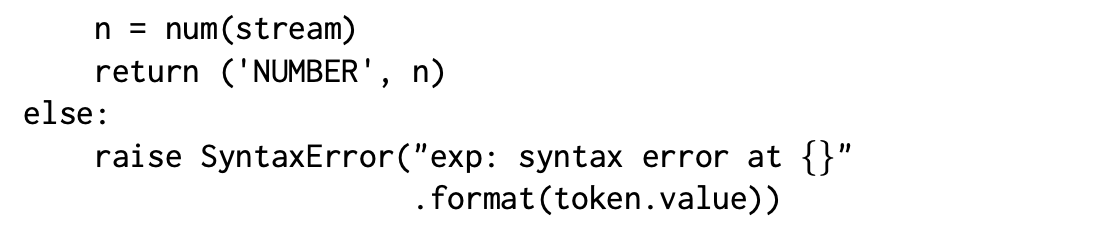 n = num(stream)
    return ('NUMBER', n)
else:
    raise SyntaxError("exp: syntax error at {}"
                      .format(token.value))